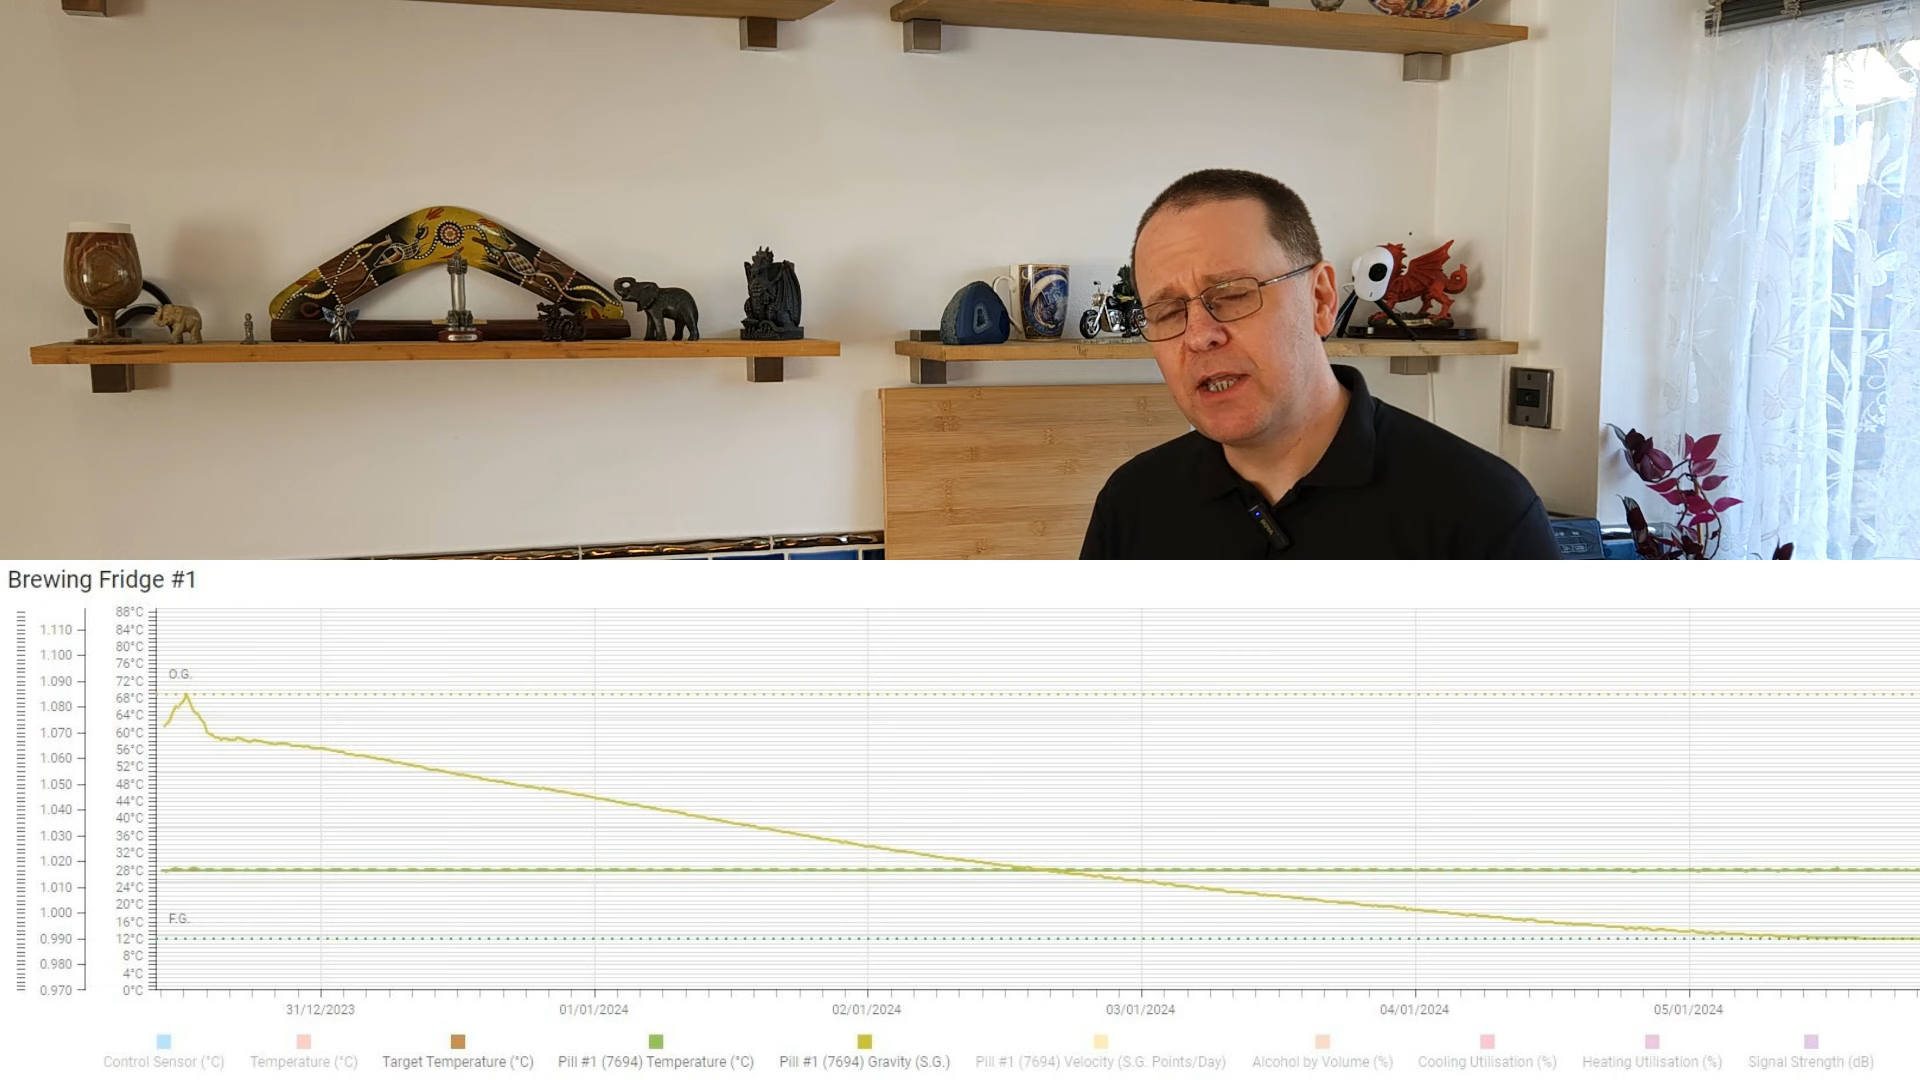 Brewing Fridge #1
1.110
1.100
1.090
1.080
1.070
1.060
1.050
1.040
1.030
1.020
1.010
1.000
0.990
0.980
0.970
88°C
84°C
80°C
76°C
72°C
68°C
64°C
60°C
56°C
52°C
48°C
44°C
40°C
36°C
32°C
28°C
24°C
20°C
16°C
12°C
8°C
4°C
0°C
O.G.
F.G.
31/12/2023 01/01/2024 02/01/2024 03/01/2024 04/01/2024 05/01/2024
Control Sensor (°C) Temperature (°C) Target Temperature (°C) Pill #1 (7694) Temperature (°C) Pill #1 (7694) Gravity (S.G.) Pill #1 (7694) Velocity (S.G. Points/Day) Alcohol by Volume (%) Cooling Utilisation (%) Heating Utilisation (%) Signal Strength (dB)